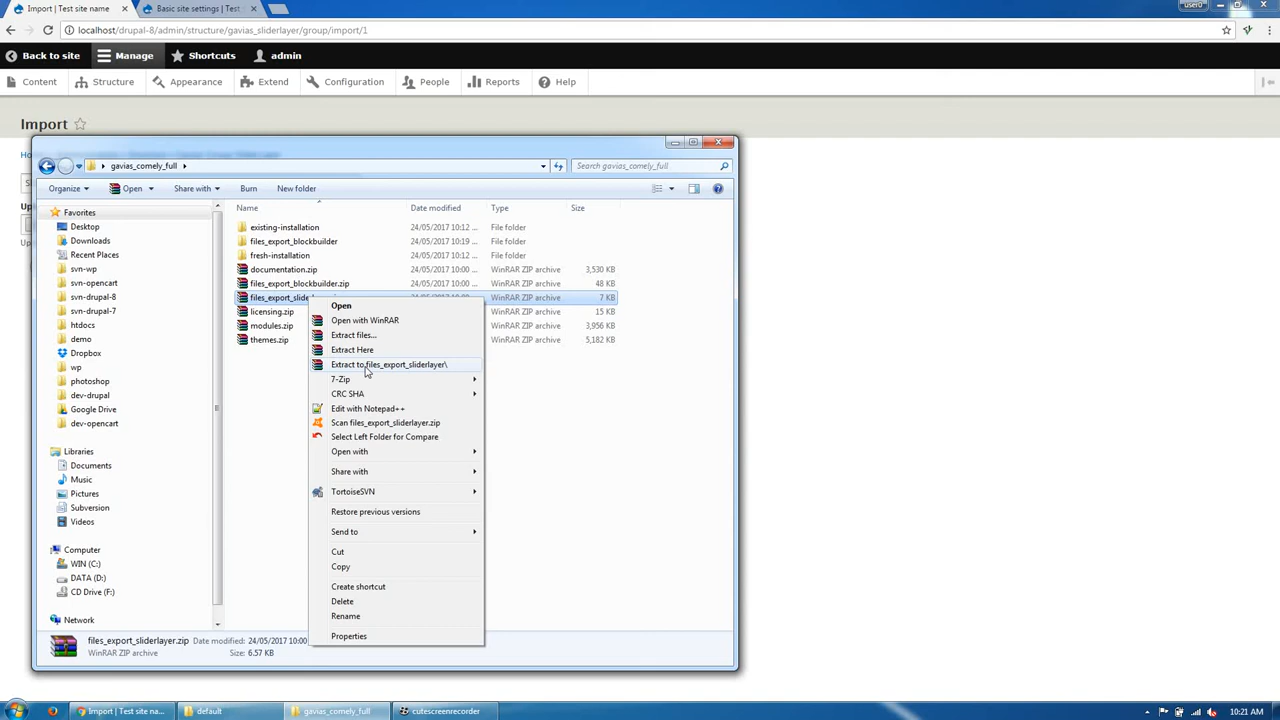 Import | Test site name
Basic site settings | Test
user0
localhost/drupal-8/admin/structure/gavias_sliderlayer/group/import/1
Back to site
Manage
Shortcuts
admin
Content
Structure
Appearance
Extend
Configuration
People
Reports
Help
Import
gavias_comely_full
Search gavias_comely_full
Organize
Open
Share with
Burn
New folder
Name
Date modified
Type
Size
existing-installation 24/05/2017 10:12 ... File folder
files_export_blockbuilder 24/05/2017 10:19 ... File folder
fresh-installation 24/05/2017 10:12 ... File folder
documentation.zip 24/05/2017 10:00 ... WinRAR ZIP archive 3,530 KB
files_export_blockbuilder.zip 24/05/2017 10:00 ... WinRAR ZIP archive 48 KB
files_export_slide WinRAR ZIP archive 7 KB
licensing.zip WinRAR ZIP archive 15 KB
modules.zip WinRAR ZIP archive 3,956 KB
themes.zip WinRAR ZIP archive 5,182 KB
Favorites
Desktop
Downloads
Recent Places
svn-wp
svn-opencart
svn-drupal-8
svn-drupal-7
htdocs
demo
Dropbox
wp
photoshop
dev-drupal
Google Drive
dev-opencart
Libraries
Documents
Music
Pictures
Subversion
Videos
Computer
WIN (C:)
DATA (D:)
CD Drive (F:)
Network
Open
Open with WinRAR
Extract files...
Extract Here
Extract to files_export_sliderlayer\
7-Zip
CRC SHA
Edit with Notepad++
Scan files_export_sliderlayer.zip
Select Left Folder for Compare
Open with
Share with
TortoiseSVN
Restore previous versions
Send to
Cut
Copy
Create shortcut
Delete
Rename
Properties
files_export_sliderlayer.zip Date modified: 24/05/2017 10:00
WinRAR ZIP archive Size: 6.57 KB
Import | Test site na...
default
gavias_comely_full
cutescreenrecorder
10:21 AM